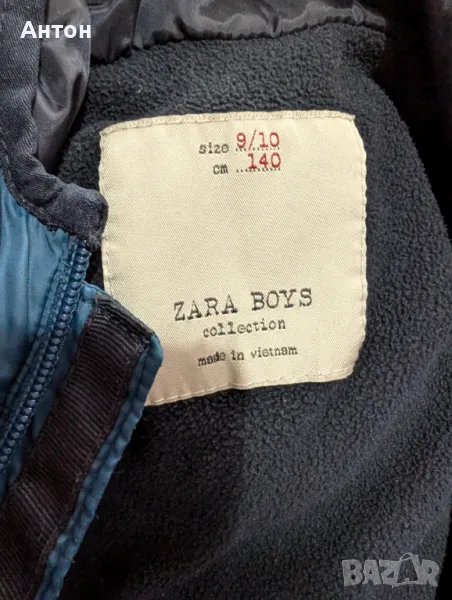 Антон
size 9/10
cm 140
ZARA BOYS
collection
made in vietnam
BAZAR